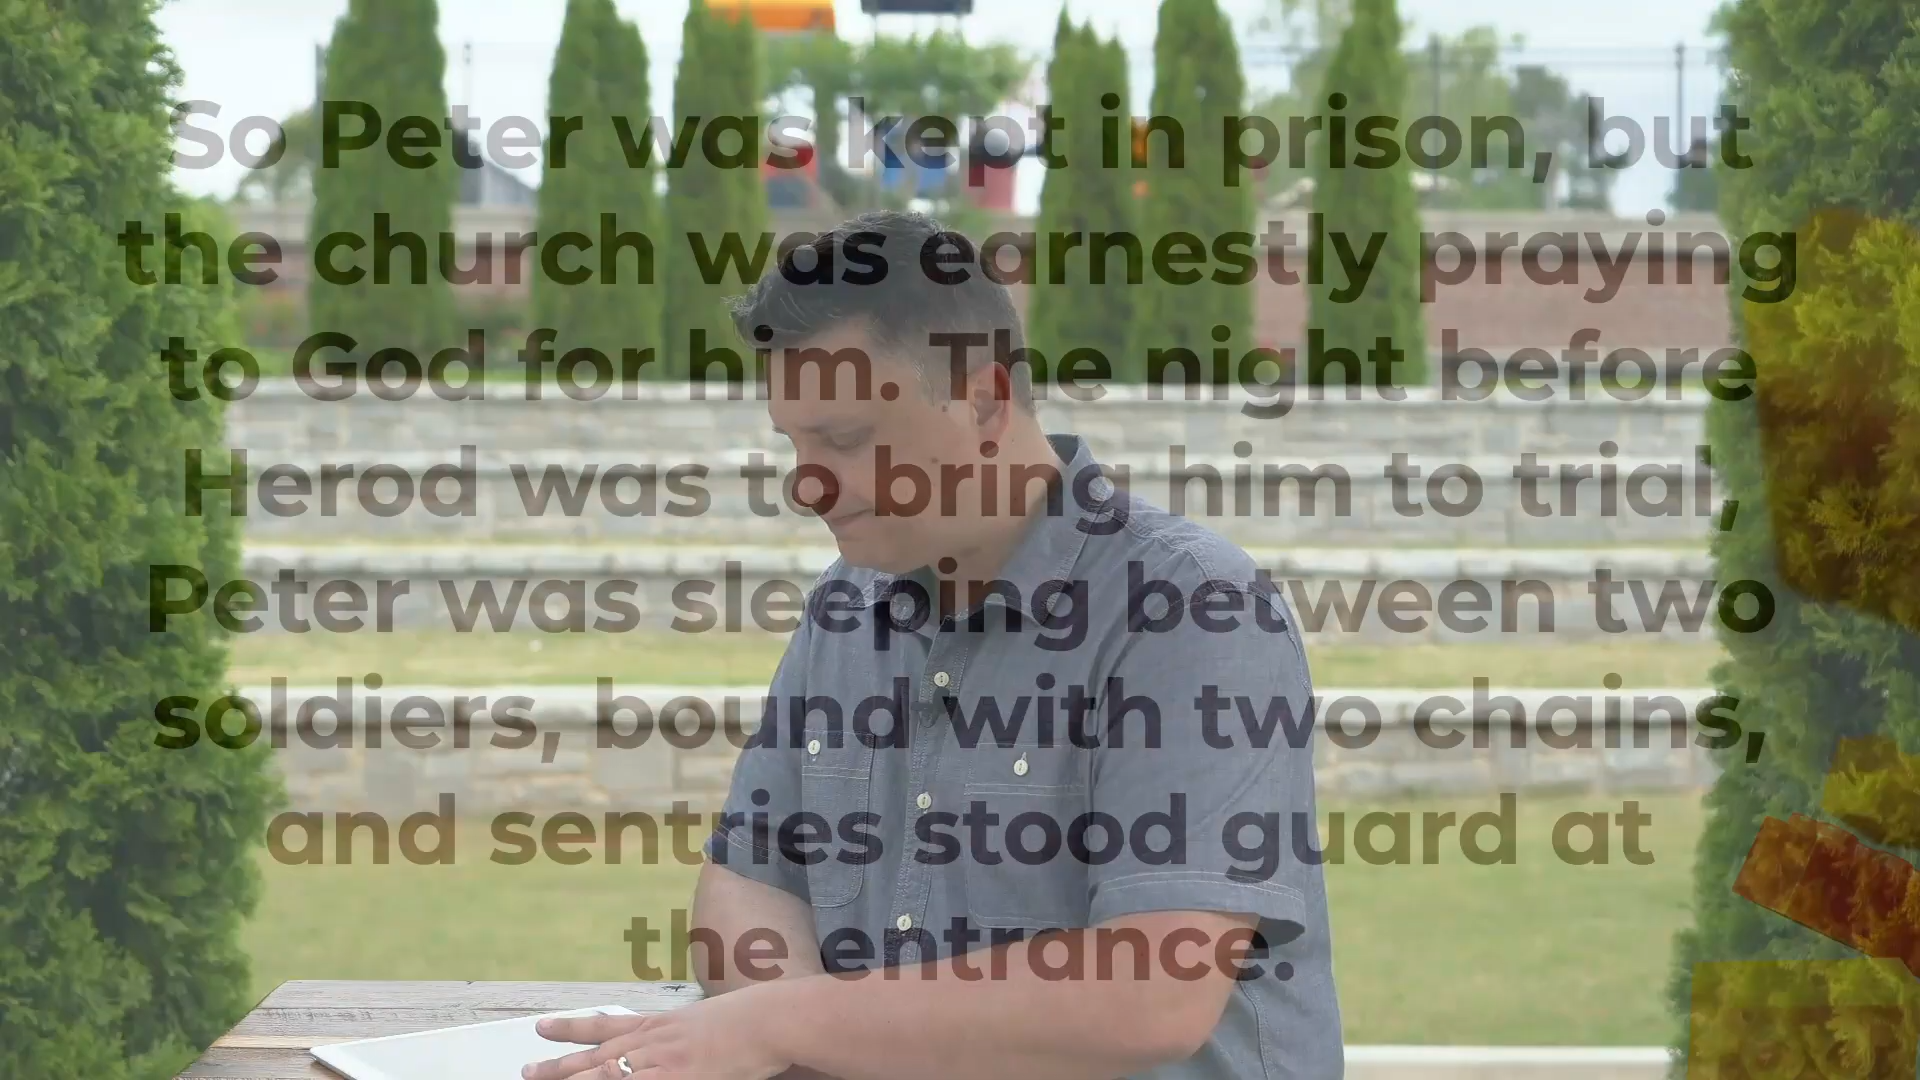 So Peter was kept in prison, but
the church was earnestly praying
to God for him. The night before
Herod was to bring him to trial,
Peter was sleeping between two
soldiers, bound with two chains,
and sentries stood guard at
the entrance.